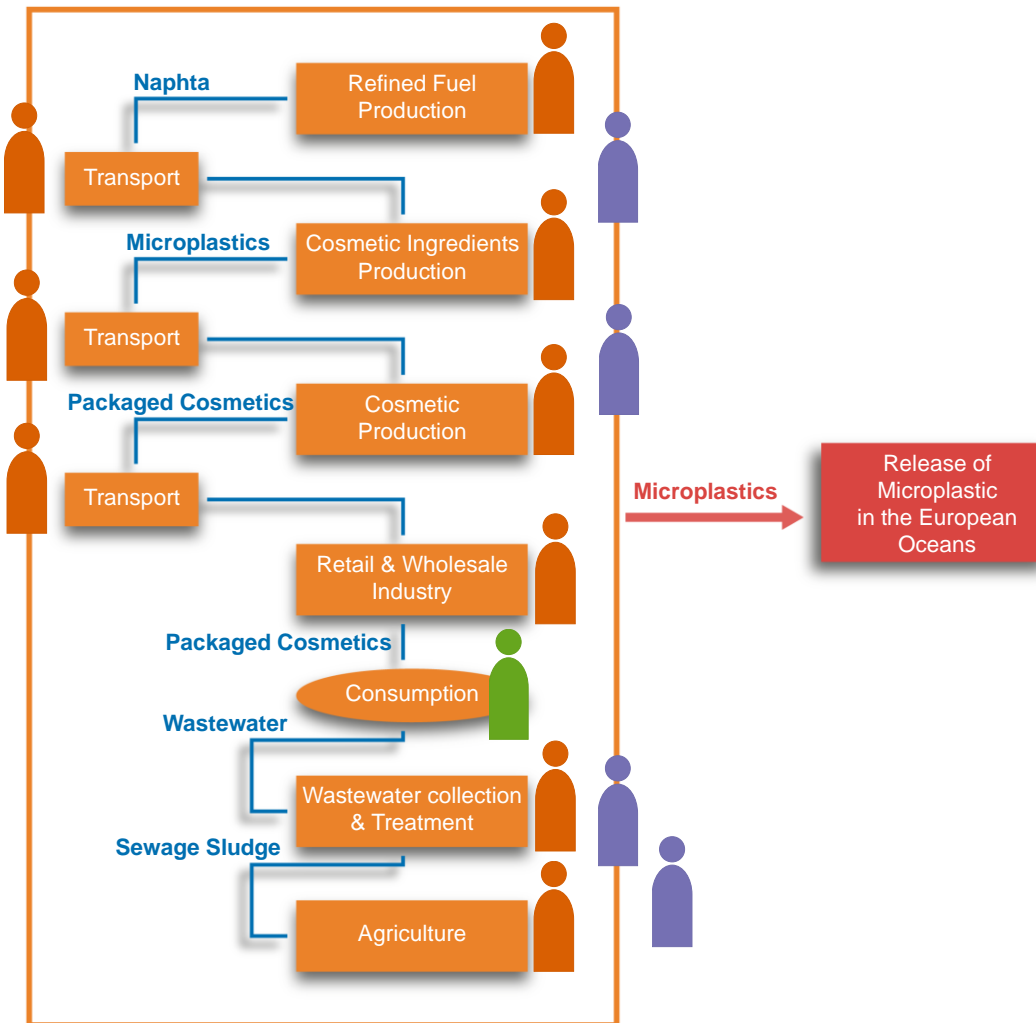 Naphta
Refined Fuel
Production
Transport
Microplastics
Cosmetic Ingredients
Production
Transport
Packaged Cosmetics
Cosmetic
Production
Transport
Microplastics
Release of
Microplastic
in the European
Oceans
Retail & Wholesale
Industry
Packaged Cosmetics
Consumption
Wastewater
Wastewater collection
& Treatment
Sewage Sludge
Agriculture